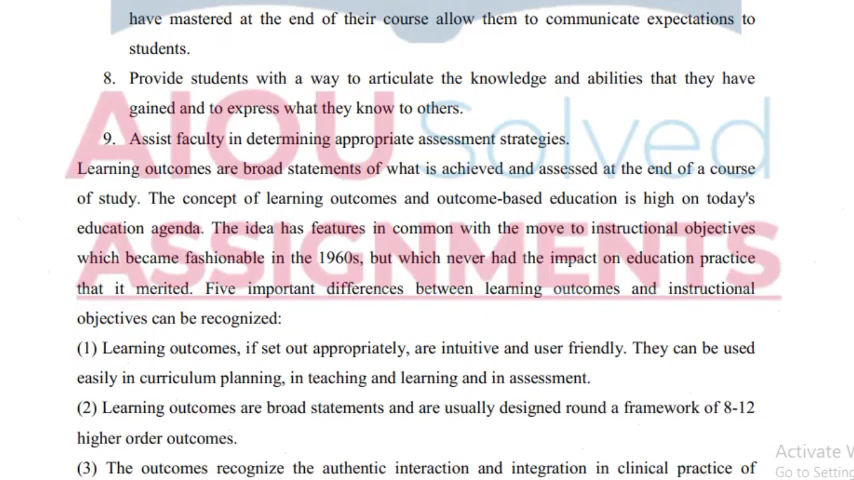 have mastered at the end of their course allow them to communicate expectations to
students.
8. Provide students with a way to articulate the knowledge and abilities that they have
gained and to express what they know to others.
9. Assist faculty in determining appropriate assessment strategies.
Learning outcomes are broad statements of what is achieved and assessed at the end of a course
of study. The concept of learning outcomes and outcome-based education is high on today's
education agenda. The idea has features in common with the move to instructional objectives
which became fashionable in the 1960s, but which never had the impact on education practice
that it merited. Five important differences between learning outcomes and instructional
objectives can be recognized:
(1) Learning outcomes, if set out appropriately, are intuitive and user friendly. They can be used
easily in curriculum planning, in teaching and learning and in assessment.
(2) Learning outcomes are broad statements and are usually designed round a framework of 8-12
higher order outcomes.
(3) The outcomes recognize the authentic interaction and integration in clinical practice of
AIOU Solved
ASSIGNMENTS
Activate W
Go to Setting